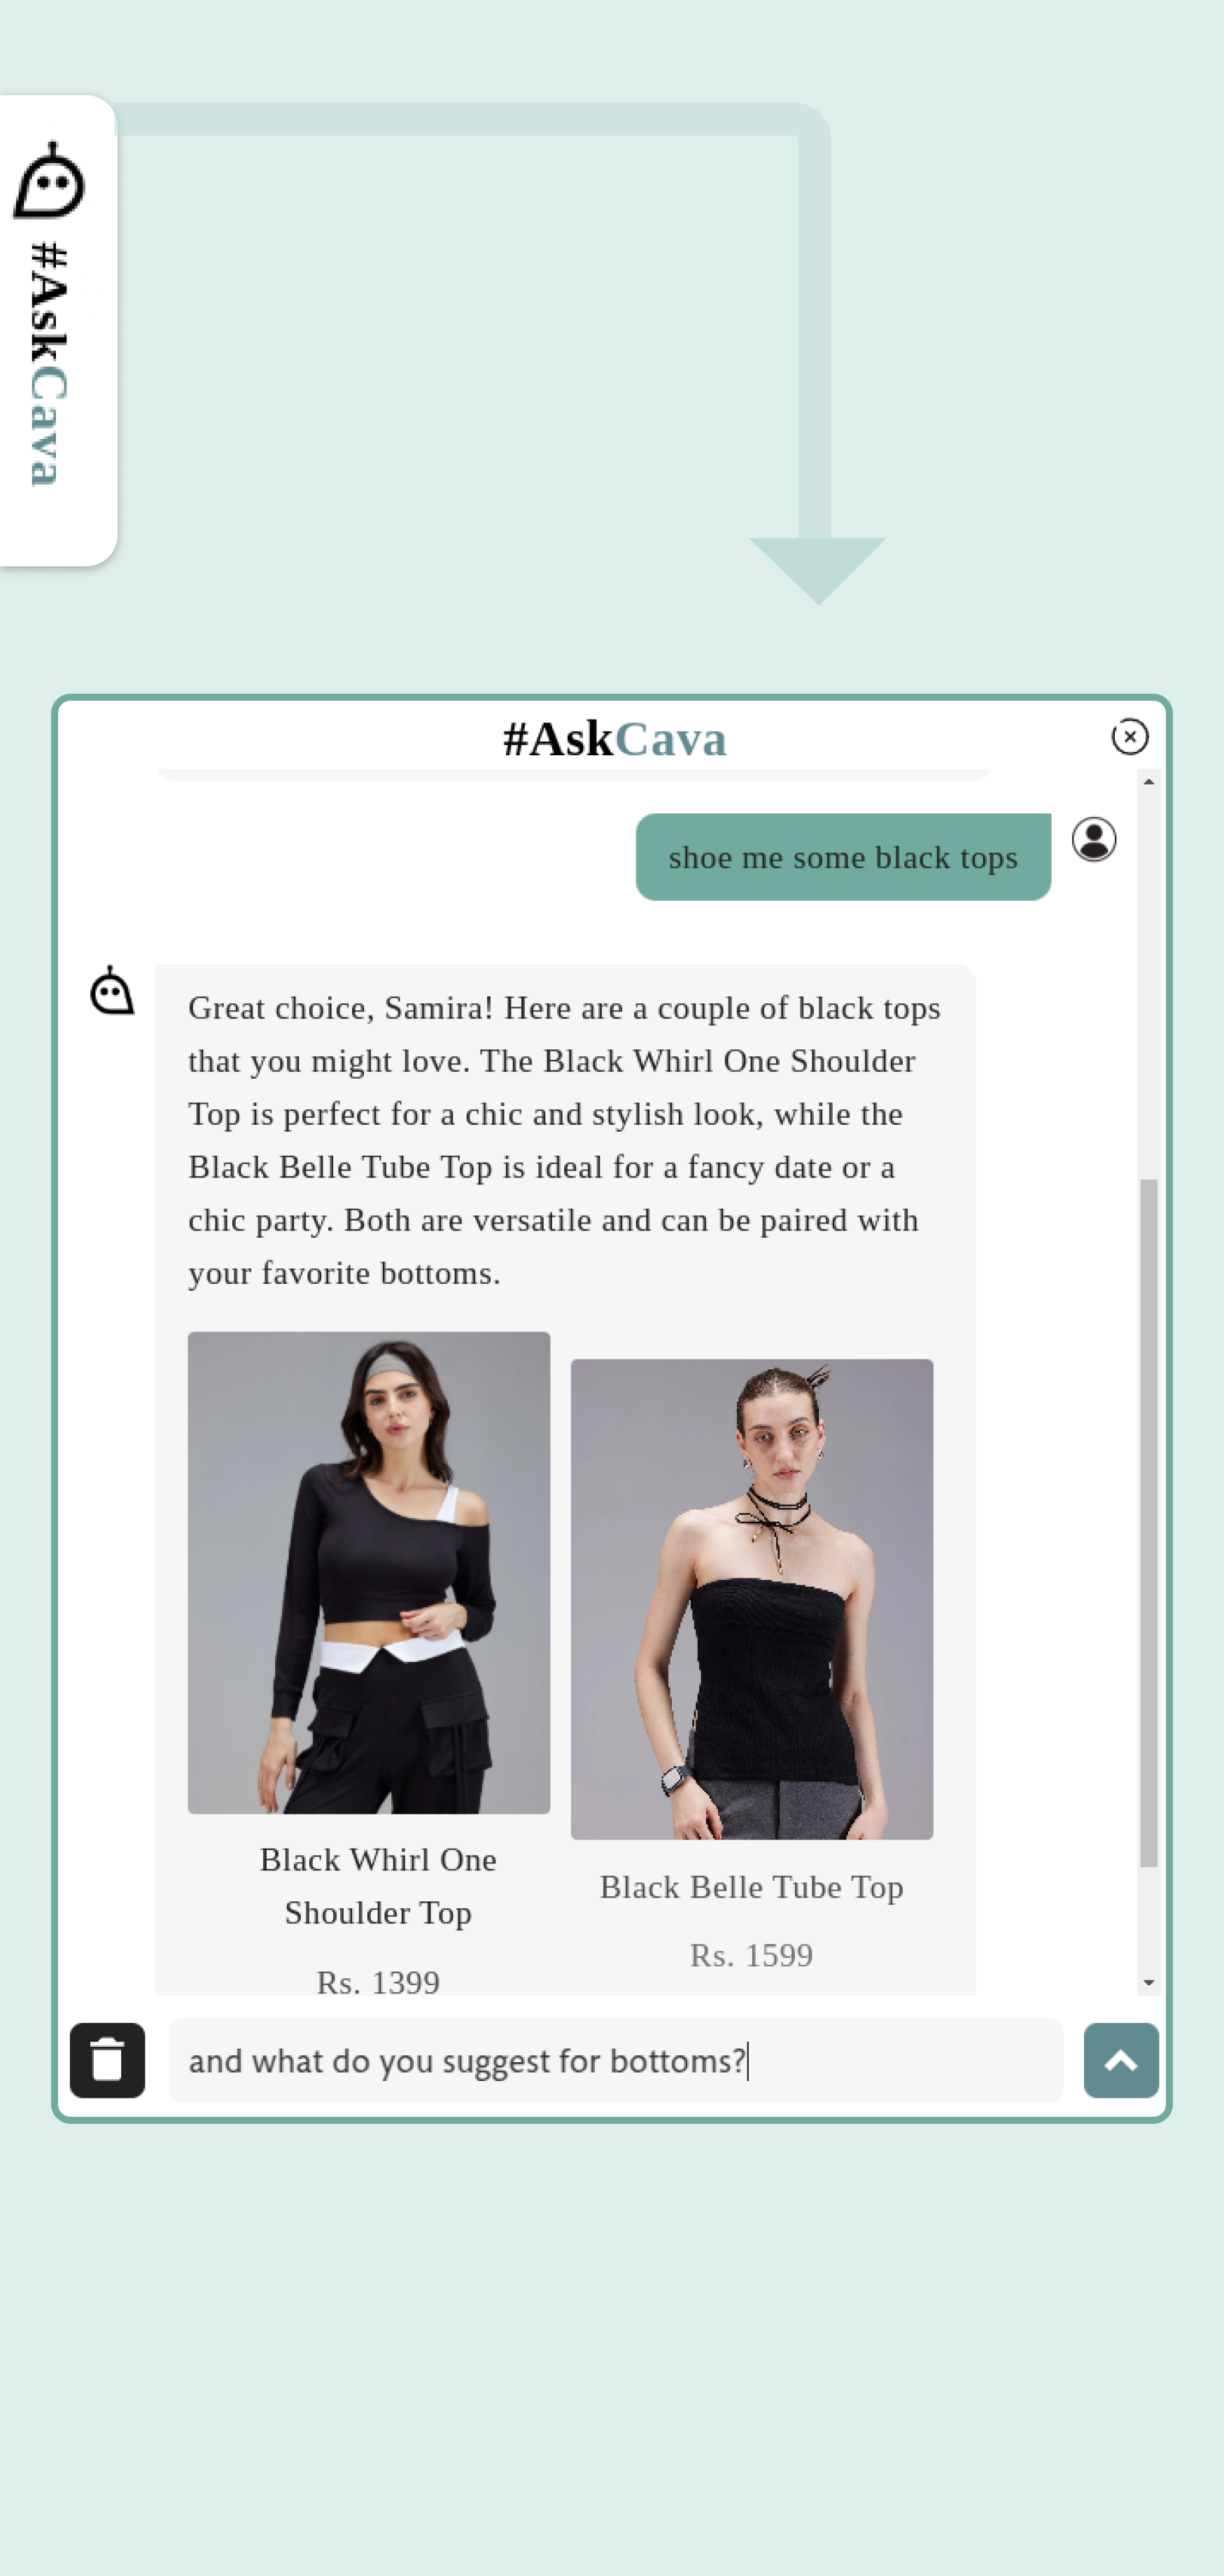 #AskCava
#AskCava
shoe me some black tops
Great choice, Samira! Here are a couple of black tops
that you might love. The Black Whirl One Shoulder
Top is perfect for a chic and stylish look, while the
Black Belle Tube Top is ideal for a fancy date or a
chic party. Both are versatile and can be paired with
your favorite bottoms.
Black Whirl One
Shoulder Top
Rs. 1399
Black Belle Tube Top
Rs. 1599
and what do you suggest for bottoms?